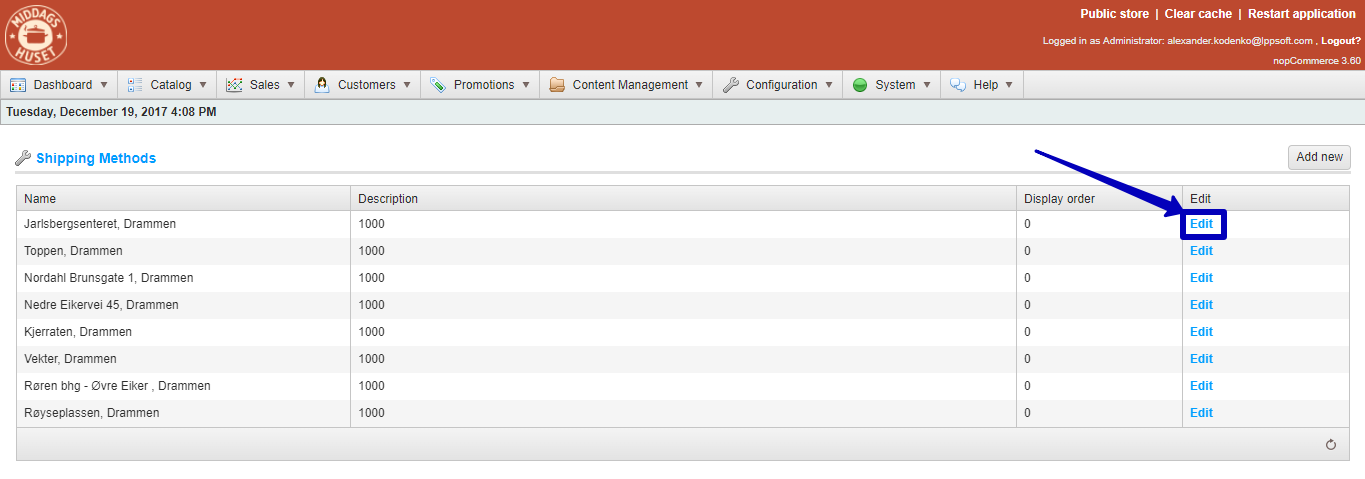 MIDDAGS
HUSET
Public store | Clear cache | Restart application
Logged in as Administrator: alexander.kodenko@lppsoft.com , Logout?
nopCommerce 3.60
Dashboard Catalog Sales Customers Promotions Content Management Configuration System Help
Tuesday, December 19, 2017 4:08 PM
Shipping Methods Add new
Name Description Display order Edit
Jarlsbergsenteret, Drammen 1000 0 Edit
Toppen, Drammen 1000 0 Edit
Nordahl Brunsgate 1, Drammen 1000 0 Edit
Nedre Eikervei 45, Drammen 1000 0 Edit
Kjerraten, Drammen 1000 0 Edit
Vekter, Drammen 1000 0 Edit
Røren bhg - Øvre Eiker , Drammen 1000 0 Edit
Røyseplassen, Drammen 1000 0 Edit